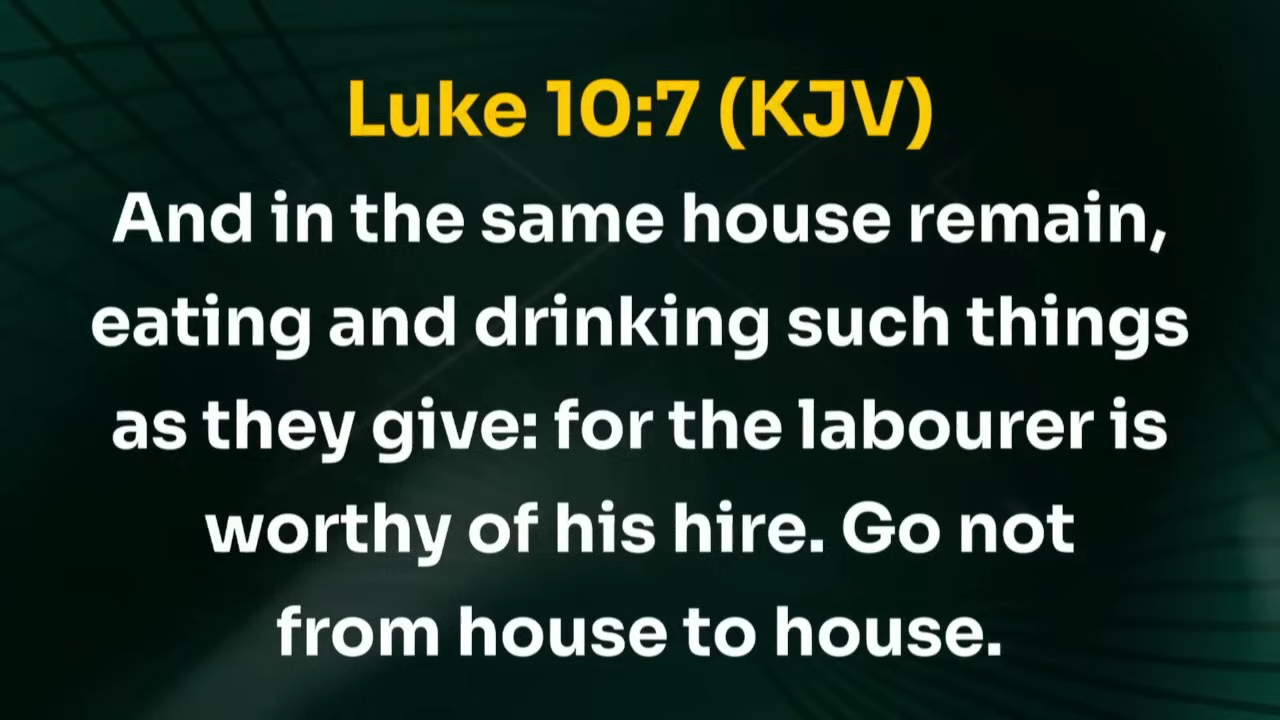 Luke 10:7 (KJV)
And in the same house remain,
eating and drinking such things
as they give: for the labourer is
worthy of his hire. Go not
from house to house.